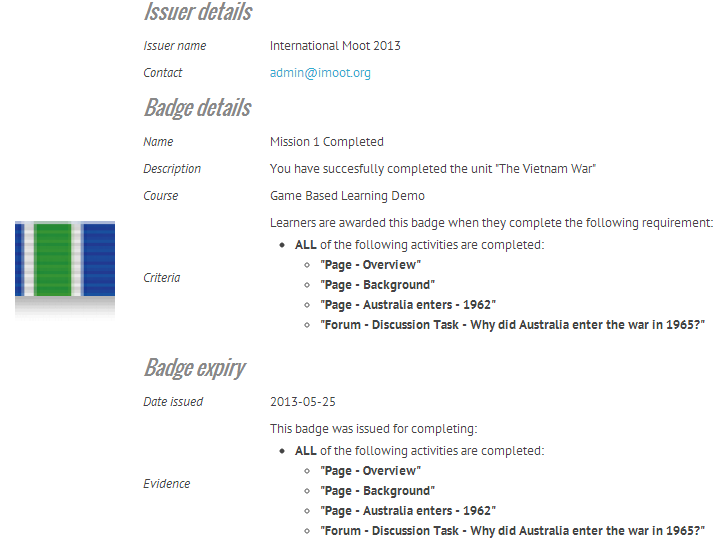 Issuer details
Issuer name International Moot 2013
Contact admin@imoot.org
Badge details
Name Mission 1 Completed
Description You have succesfully completed the unit "The Vietnam War"
Course Game Based Learning Demo
Learners are awarded this badge when they complete the following requirement:
• ALL of the following activities are completed:
◦ "Page - Overview"
Criteria
◦ "Page - Background"
◦ "Page - Australia enters - 1962"
◦ "Forum - Discussion Task - Why did Australia enter the war in 1965?"
Badge expiry
Date issued 2013-05-25
This badge was issued for completing:
• ALL of the following activities are completed:
◦ "Page - Overview"
Evidence
◦ "Page - Background"
◦ "Page - Australia enters - 1962"
◦ "Forum - Discussion Task - Why did Australia enter the war in 1965?"